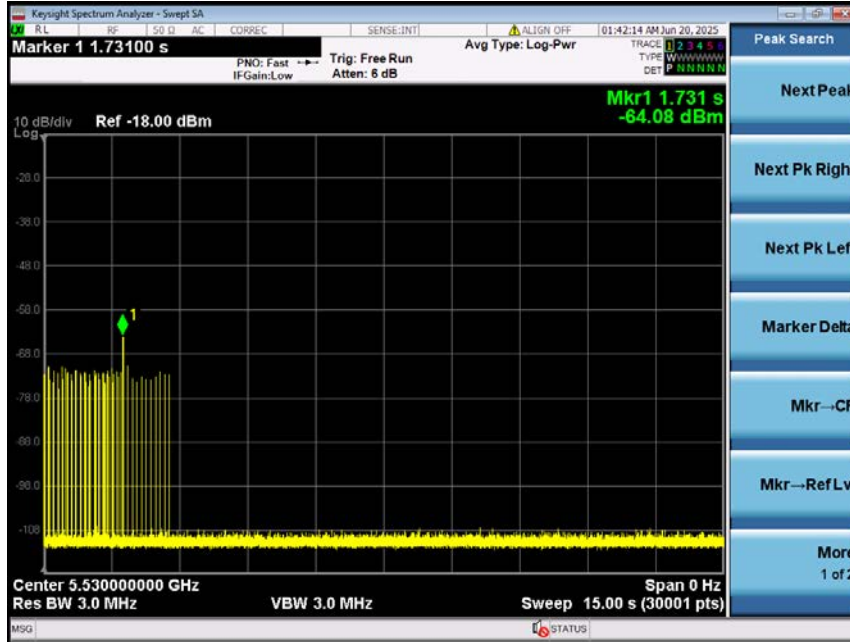 Keysight Spectrum Analyzer - Swept SA
RL RF 50 Ω AC CORREC SENSE:INT ALIGN OFF 01:42:14 AM Jun 20, 2025
Marker 1 1.73100 s
PNO: Fast
IFGain:Low
Trig: Free Run
Atten: 6 dB
Avg Type: Log-Pwr
TRACE 1 2 3 4 5 6
TYPE WWWWWW
DET P N N N N N
Mkr1 1.731 s
-64.08 dBm
10 dB/div Ref -18.00 dBm
Log
-28.0
-38.0
-48.0
-58.0
1
-68.0
-78.0
-88.0
-98.0
-108
Center 5.530000000 GHz Span 0 Hz
Res BW 3.0 MHz VBW 3.0 MHz Sweep 15.00 s (30001 pts)
MSG STATUS
Peak Search
Next Peak
Next Pk Righ
Next Pk Lef
Marker Delta
Mkr→CF
Mkr→Ref Lv
More
1 of 2